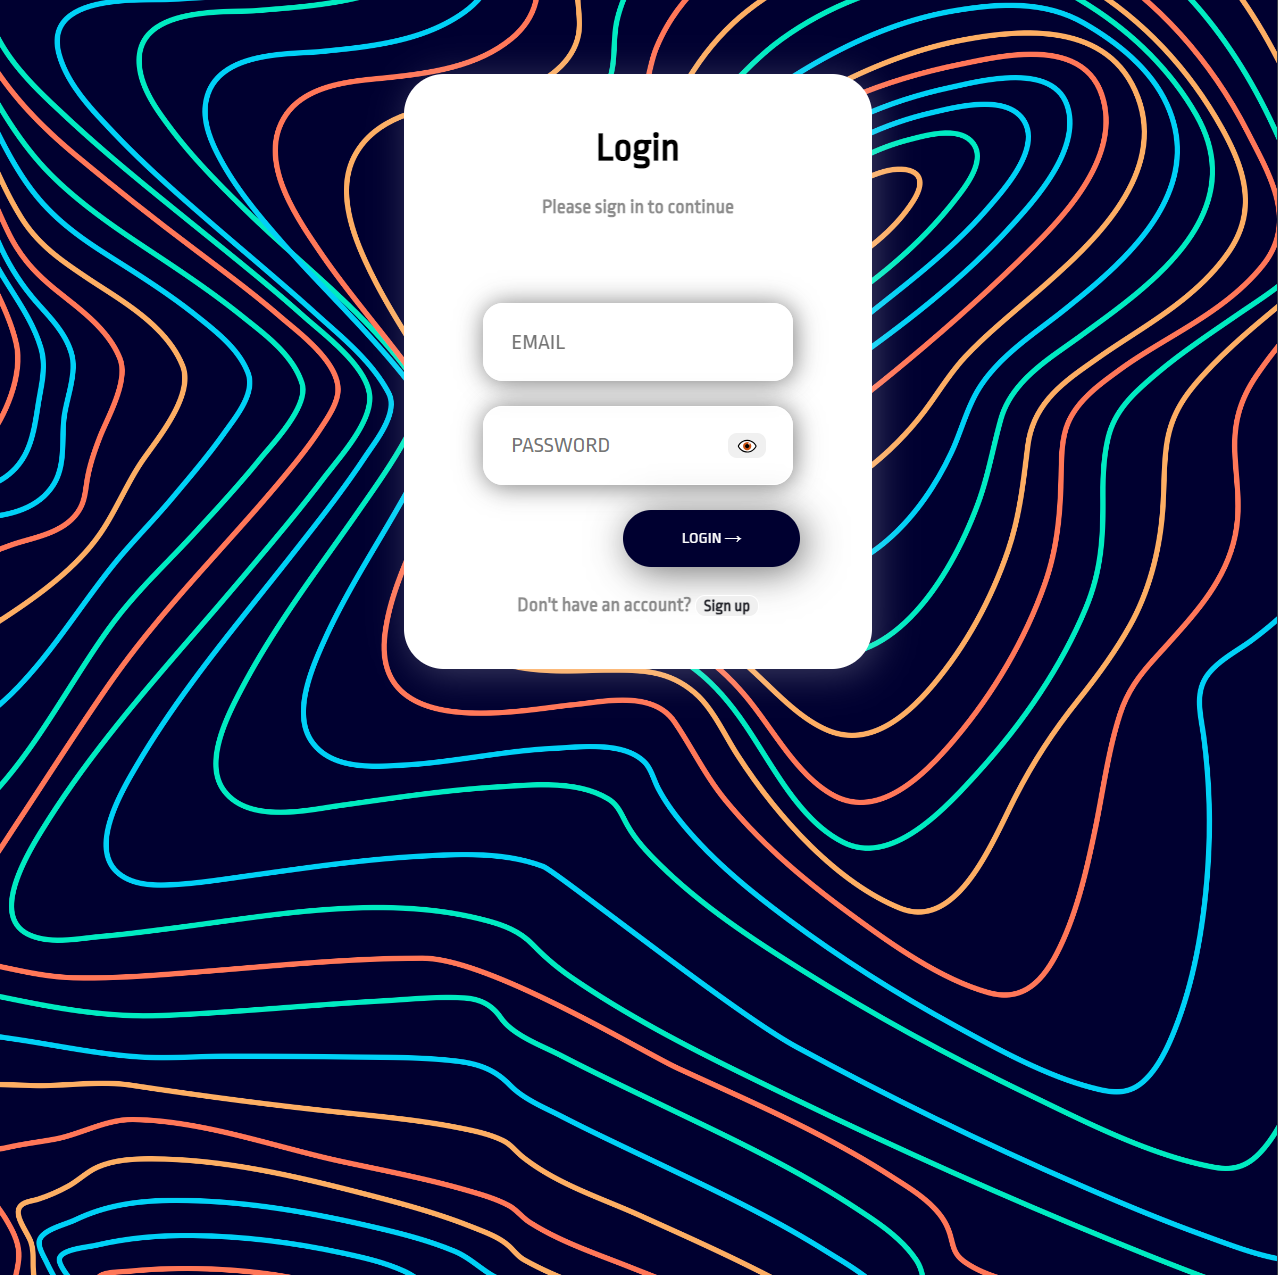 Login
Please sign in to continue
EMAIL
PASSWORD
LOGIN →
Don't have an account? Sign up